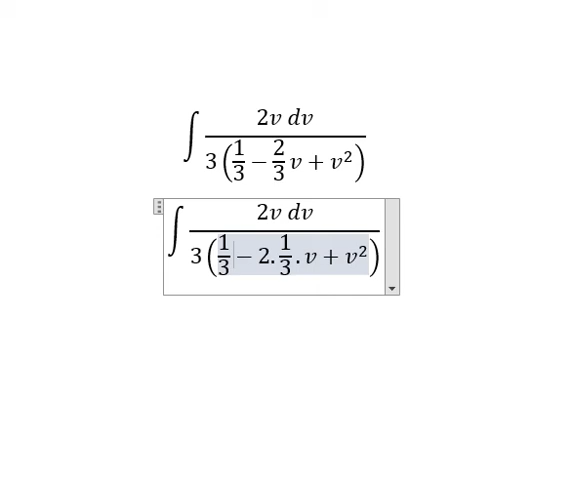 ∫ 2v dv / 3(1/3 − 2/3 v + v²)
∫ 2v dv / 3(1/3 − 2.1/3.v + v²)